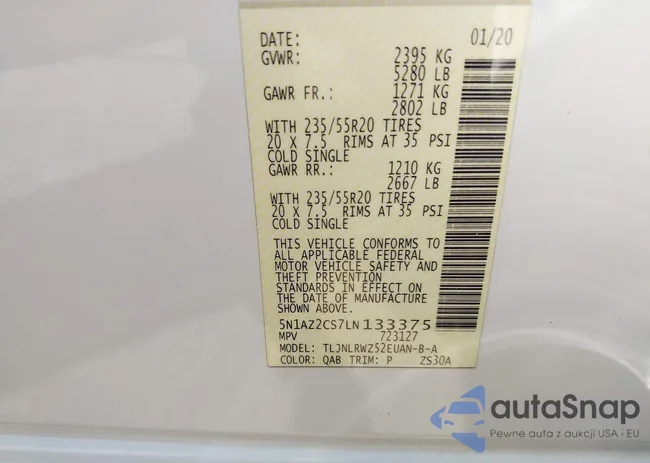 DATE: 01/20
GVWR: 2395 KG
5280 LB
GAWR FR.: 1271 KG
2802 LB
WITH 235/55R20 TIRES
20 X 7.5 RIMS AT 35 PSI
COLD SINGLE
GAWR RR.: 1210 KG
2667 LB
WITH 235/55R20 TIRES
20 X 7.5 RIMS AT 35 PSI
COLD SINGLE
THIS VEHICLE CONFORMS TO
ALL APPLICABLE FEDERAL
MOTOR VEHICLE SAFETY AND
THEFT PREVENTION
STANDARDS IN EFFECT ON
THE DATE OF MANUFACTURE
SHOWN ABOVE.
5N1AZ2CS7LN133375
MPV 723127
MODEL: TLJNLRWZ52EUAN-B-A
COLOR: QAB TRIM: P ZS30A
autaSnap
Pewne auta z aukcji USA i EU